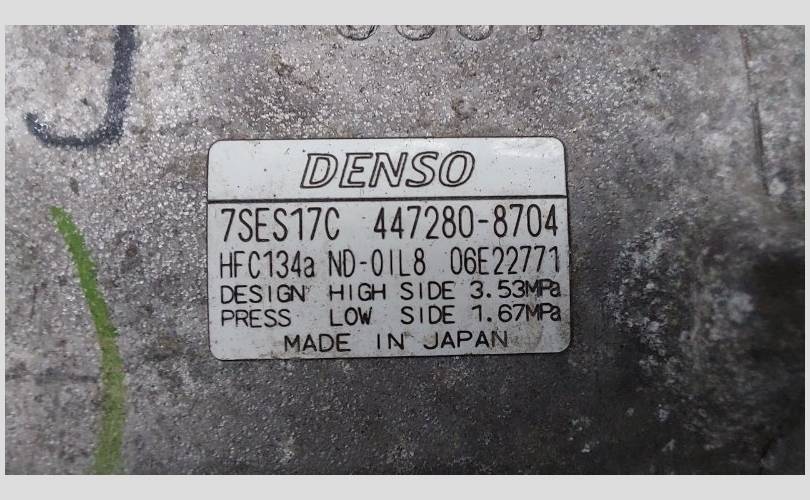 DENSO
7SES17C 447280-8704
HFC134a ND-OIL8 06E22771
DESIGN HIGH SIDE 3.53MPa
PRESS LOW SIDE 1.67MPa
MADE IN JAPAN